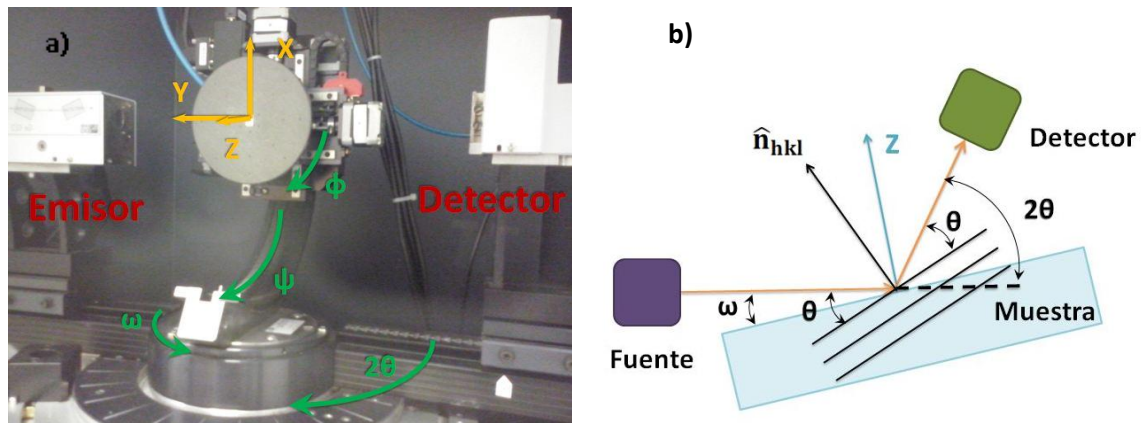 a)
X
Y
Z
Emisor
Detector
ϕ
ψ
ω
2θ
b)
n̂hkl
Z
Detector
θ
2θ
ω
θ
Muestra
Fuente